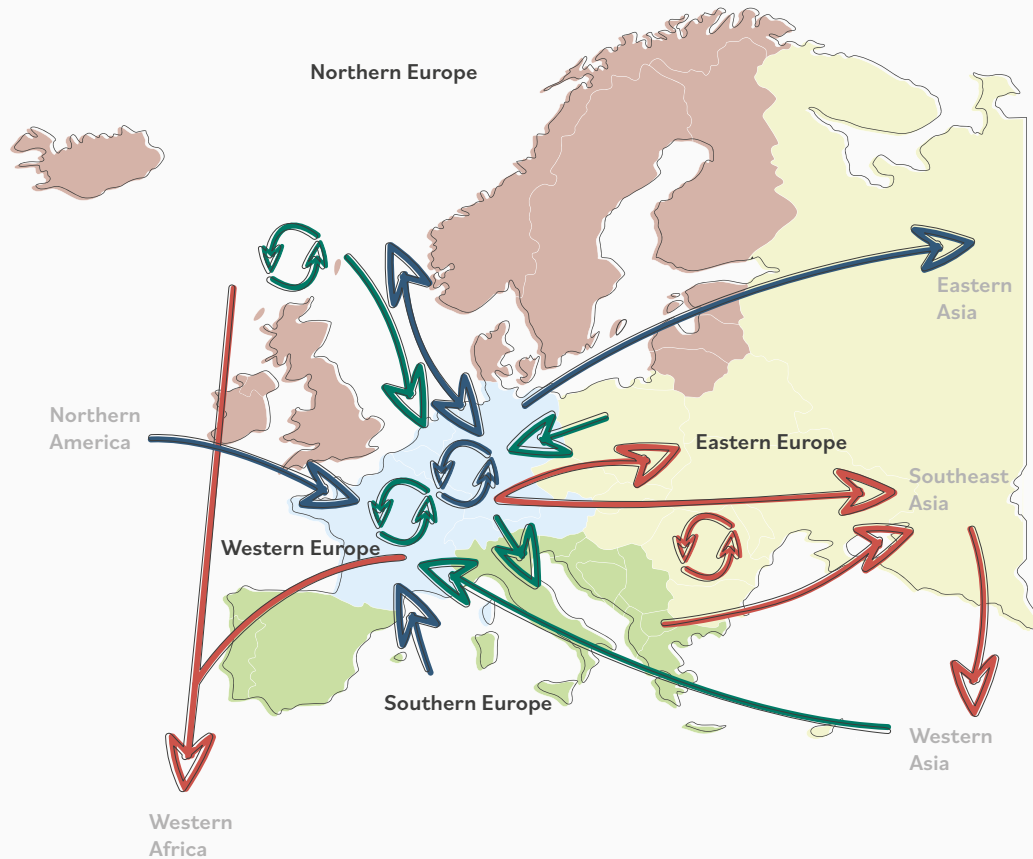 Northern Europe
Eastern
Asia
Northern
America
Eastern Europe
Southeast
Asia
Western Europe
Southern Europe
Western
Asia
Western
Africa